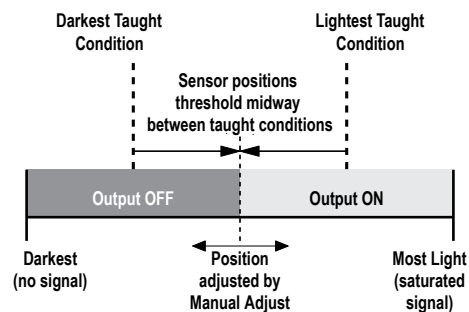 Darkest Taught
Condition
Lightest Taught
Condition
Sensor positions
threshold midway
between taught conditions
Output OFF
Output ON
Darkest
(no signal)
Position
adjusted by
Manual Adjust
Most Light
(saturated
signal)